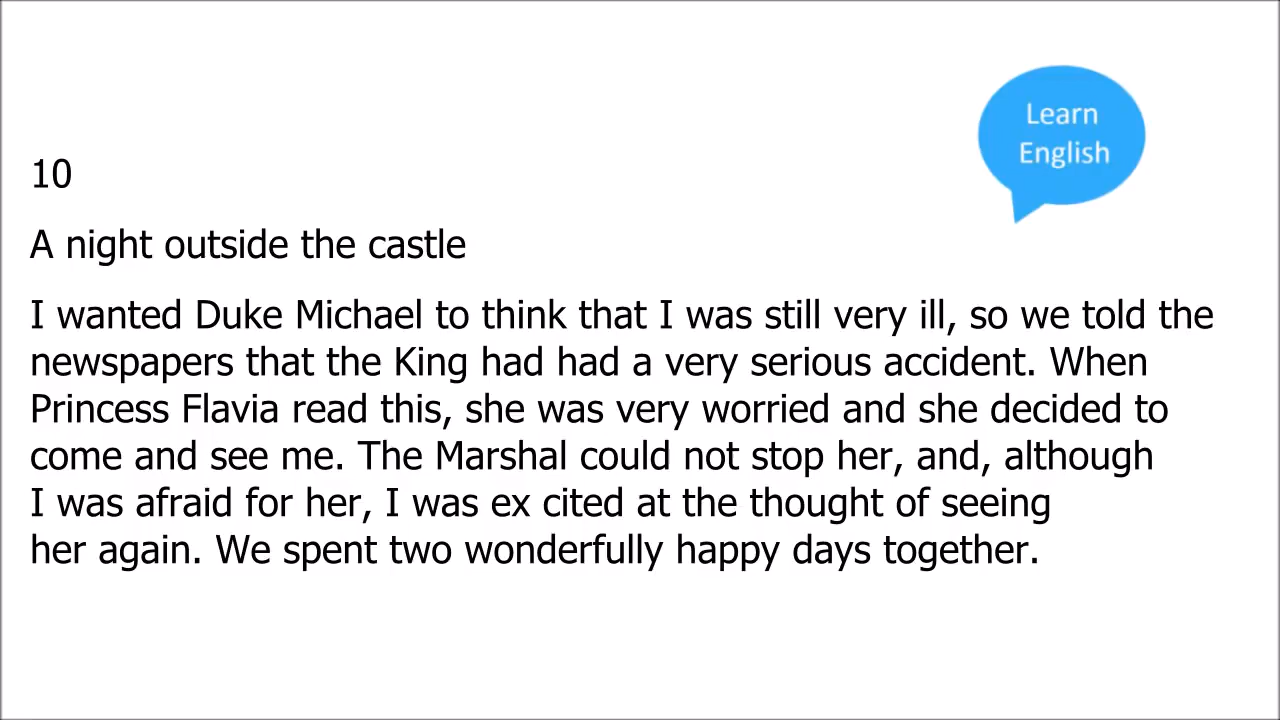 Learn
English
10
A night outside the castle
I wanted Duke Michael to think that I was still very ill, so we told the
newspapers that the King had had a very serious accident. When
Princess Flavia read this, she was very worried and she decided to
come and see me. The Marshal could not stop her, and, although
I was afraid for her, I was ex cited at the thought of seeing
her again. We spent two wonderfully happy days together.